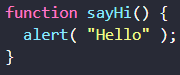 function sayHi() {
  alert( "Hello" );
}